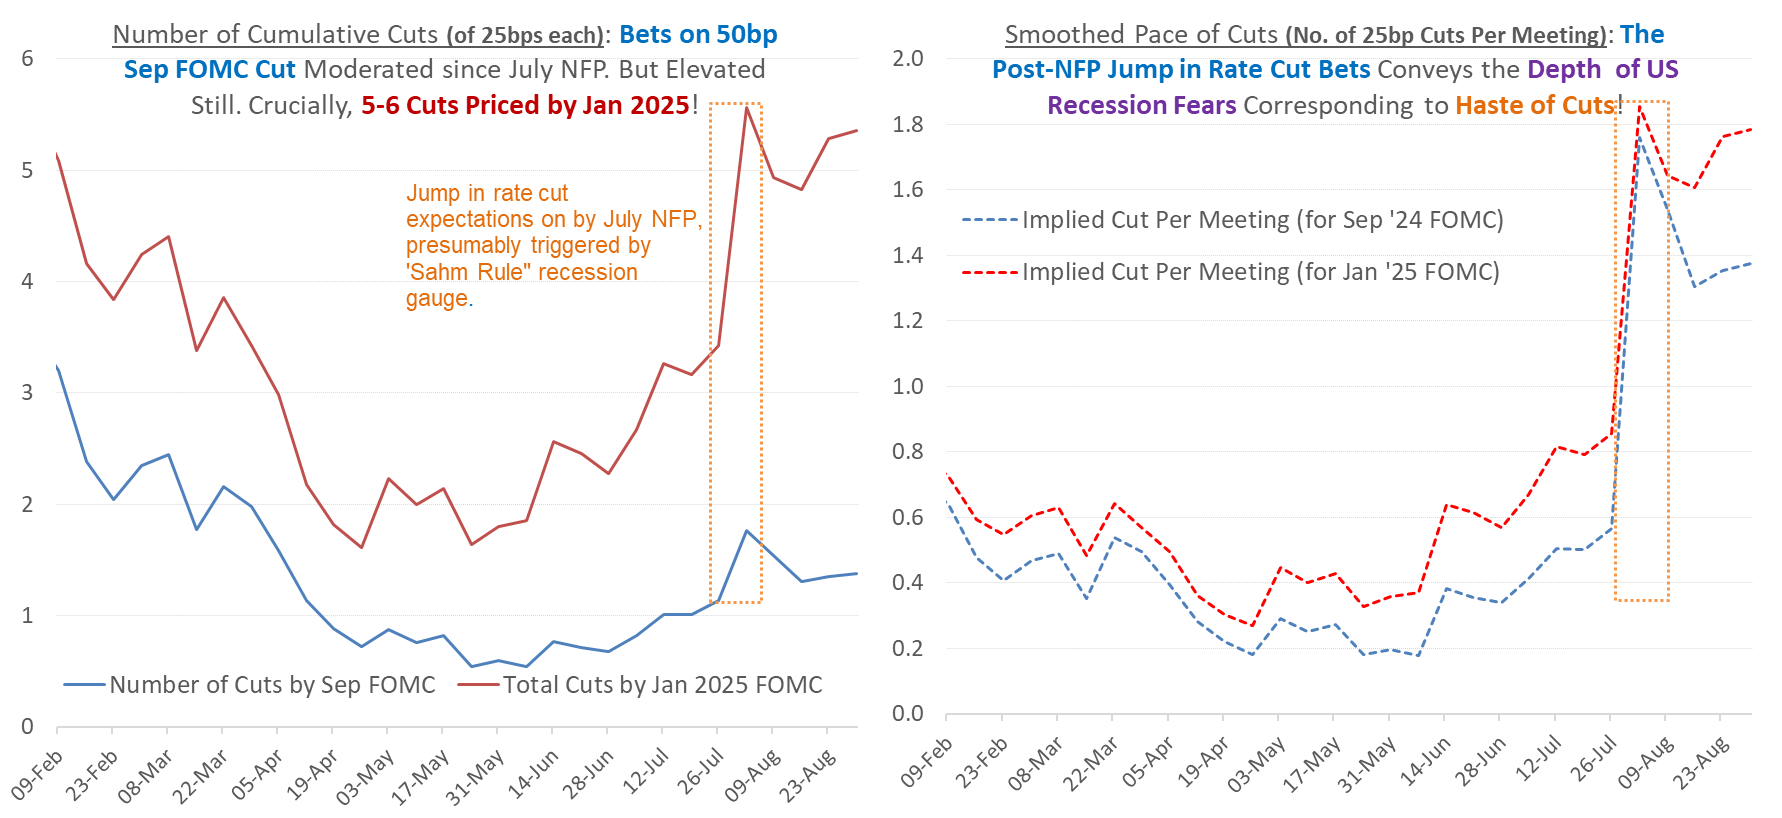 Number of Cumulative Cuts (of 25bps each): Bets on 50bp
Sep FOMC Cut Moderated since July NFP. But Elevated
Still. Crucially, 5-6 Cuts Priced by Jan 2025!
6
5
4
3
2
1
0
Jump in rate cut
expectations on by July NFP,
presumably triggered by
'Sahm Rule" recession
gauge.
Number of Cuts by Sep FOMC
Total Cuts by Jan 2025 FOMC
09-Feb
23-Feb
08-Mar
22-Mar
05-Apr
19-Apr
03-May
17-May
31-May
14-Jun
28-Jun
12-Jul
26-Jul
09-Aug
23-Aug
Smoothed Pace of Cuts (No. of 25bp Cuts Per Meeting): The
Post-NFP Jump in Rate Cut Bets Conveys the Depth of US
Recession Fears Corresponding to Haste of Cuts!
2.0
1.8
1.6
1.4
1.2
1.0
0.8
0.6
0.4
0.2
0.0
Implied Cut Per Meeting (for Sep '24 FOMC)
Implied Cut Per Meeting (for Jan '25 FOMC)
09-Feb
23-Feb
08-Mar
22-Mar
05-Apr
19-Apr
03-May
17-May
31-May
14-Jun
28-Jun
12-Jul
26-Jul
09-Aug
23-Aug